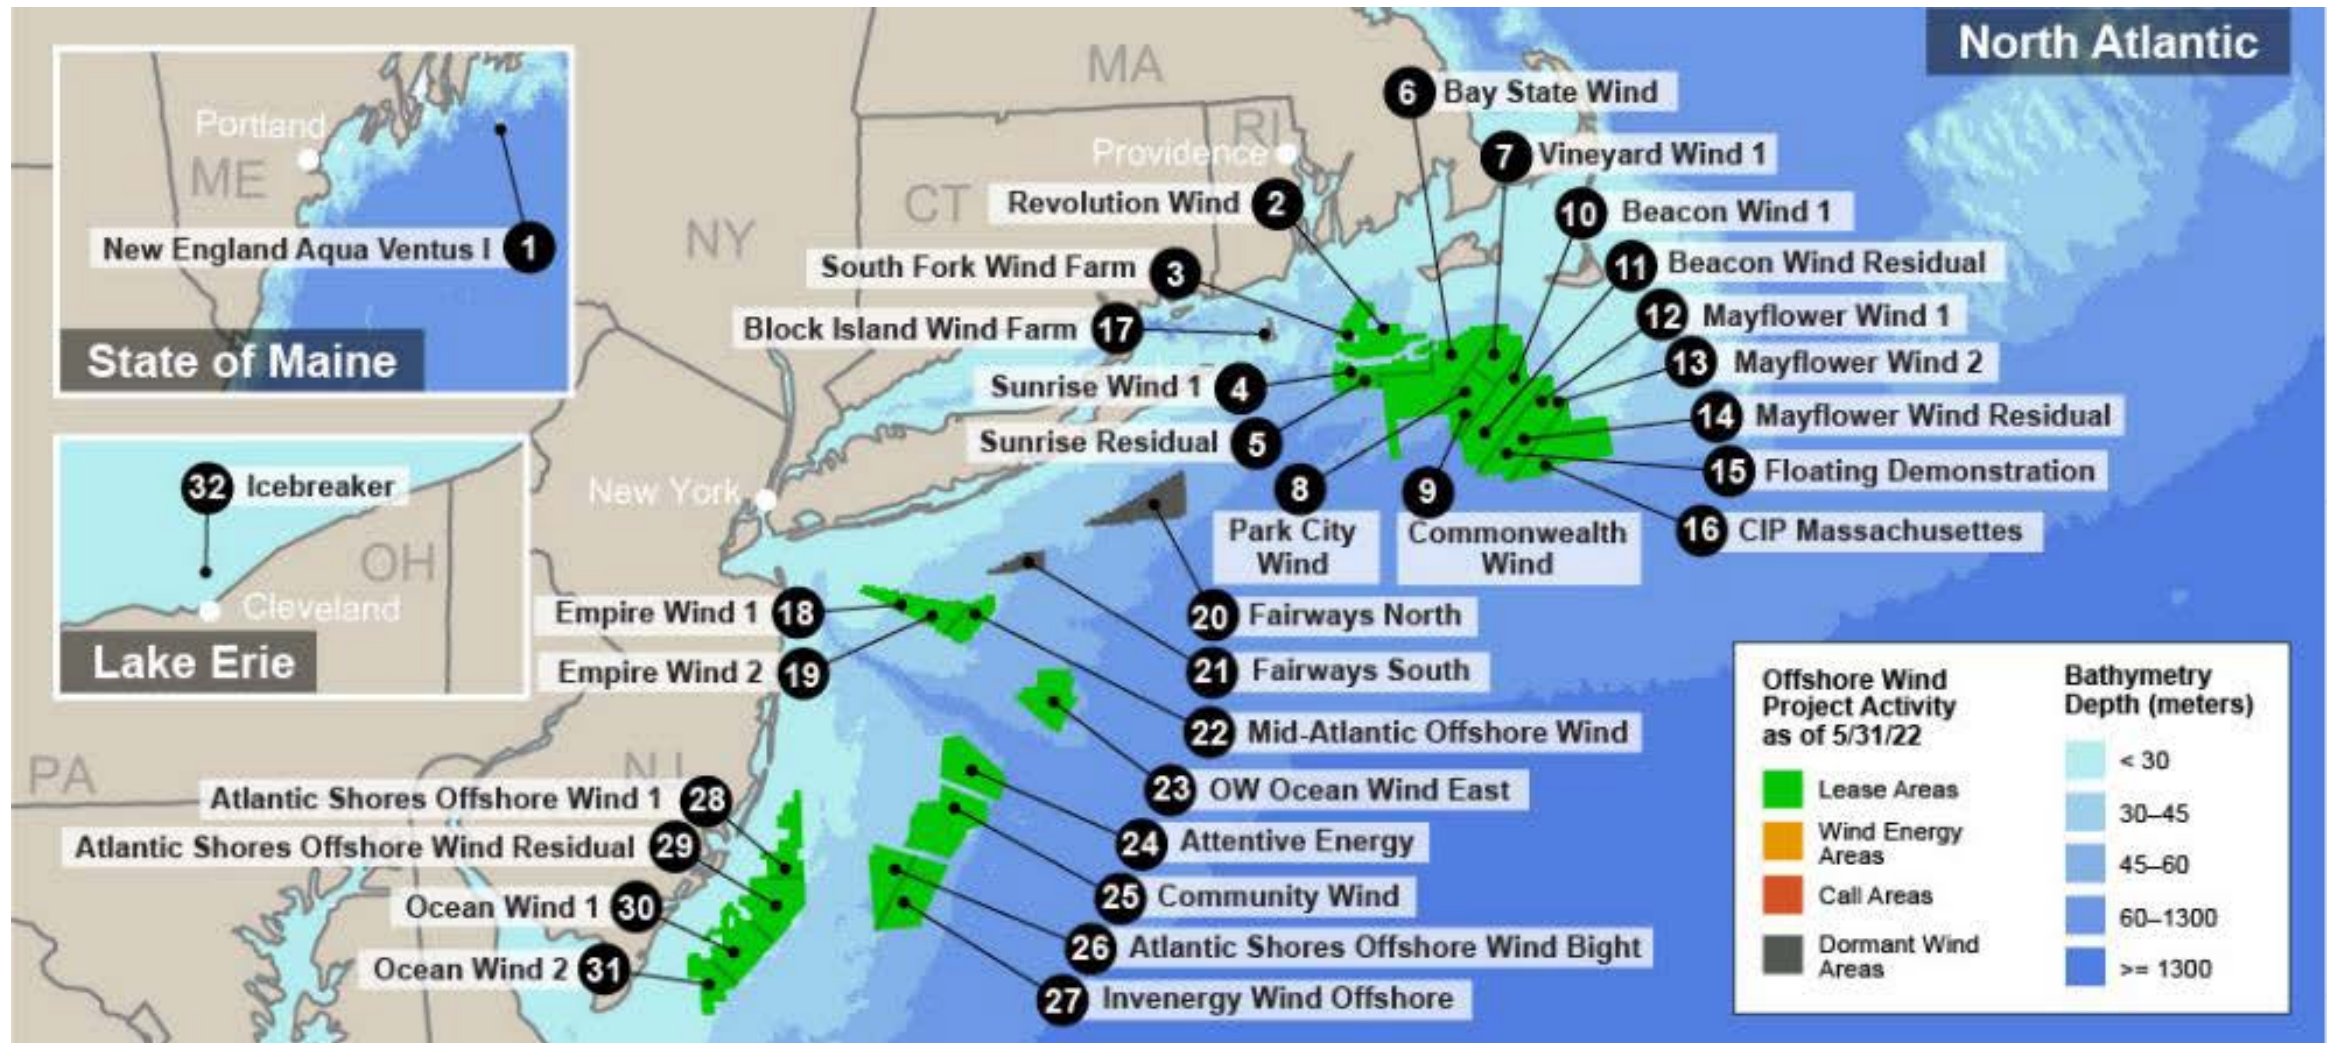 North Atlantic
MA
6 Bay State Wind
Portland
ME
RI
Providence
7 Vineyard Wind 1
CT
Revolution Wind 2
10 Beacon Wind 1
NY
New England Aqua Ventus I 1
South Fork Wind Farm 3
11 Beacon Wind Residual
Block Island Wind Farm 17
12 Mayflower Wind 1
State of Maine
13 Mayflower Wind 2
Sunrise Wind 1 4
14 Mayflower Wind Residual
Sunrise Residual 5
15 Floating Demonstration
32 Icebreaker
New York
8
Park City
Wind
9
Commonwealth
Wind
16 CIP Massachusettes
OH
Cleveland
Lake Erie
Empire Wind 1 18
20 Fairways North
Empire Wind 2 19
21 Fairways South
22 Mid-Atlantic Offshore Wind
PA
NJ
23 OW Ocean Wind East
Atlantic Shores Offshore Wind 1 28
24 Attentive Energy
Atlantic Shores Offshore Wind Residual 29
25 Community Wind
Ocean Wind 1 30
26 Atlantic Shores Offshore Wind Bight
Ocean Wind 2 31
27 Invenergy Wind Offshore
Offshore Wind
Project Activity
as of 5/31/22
Lease Areas
Wind Energy
Areas
Call Areas
Dormant Wind
Areas
Bathymetry
Depth (meters)
< 30
30–45
45–60
60–1300
>= 1300